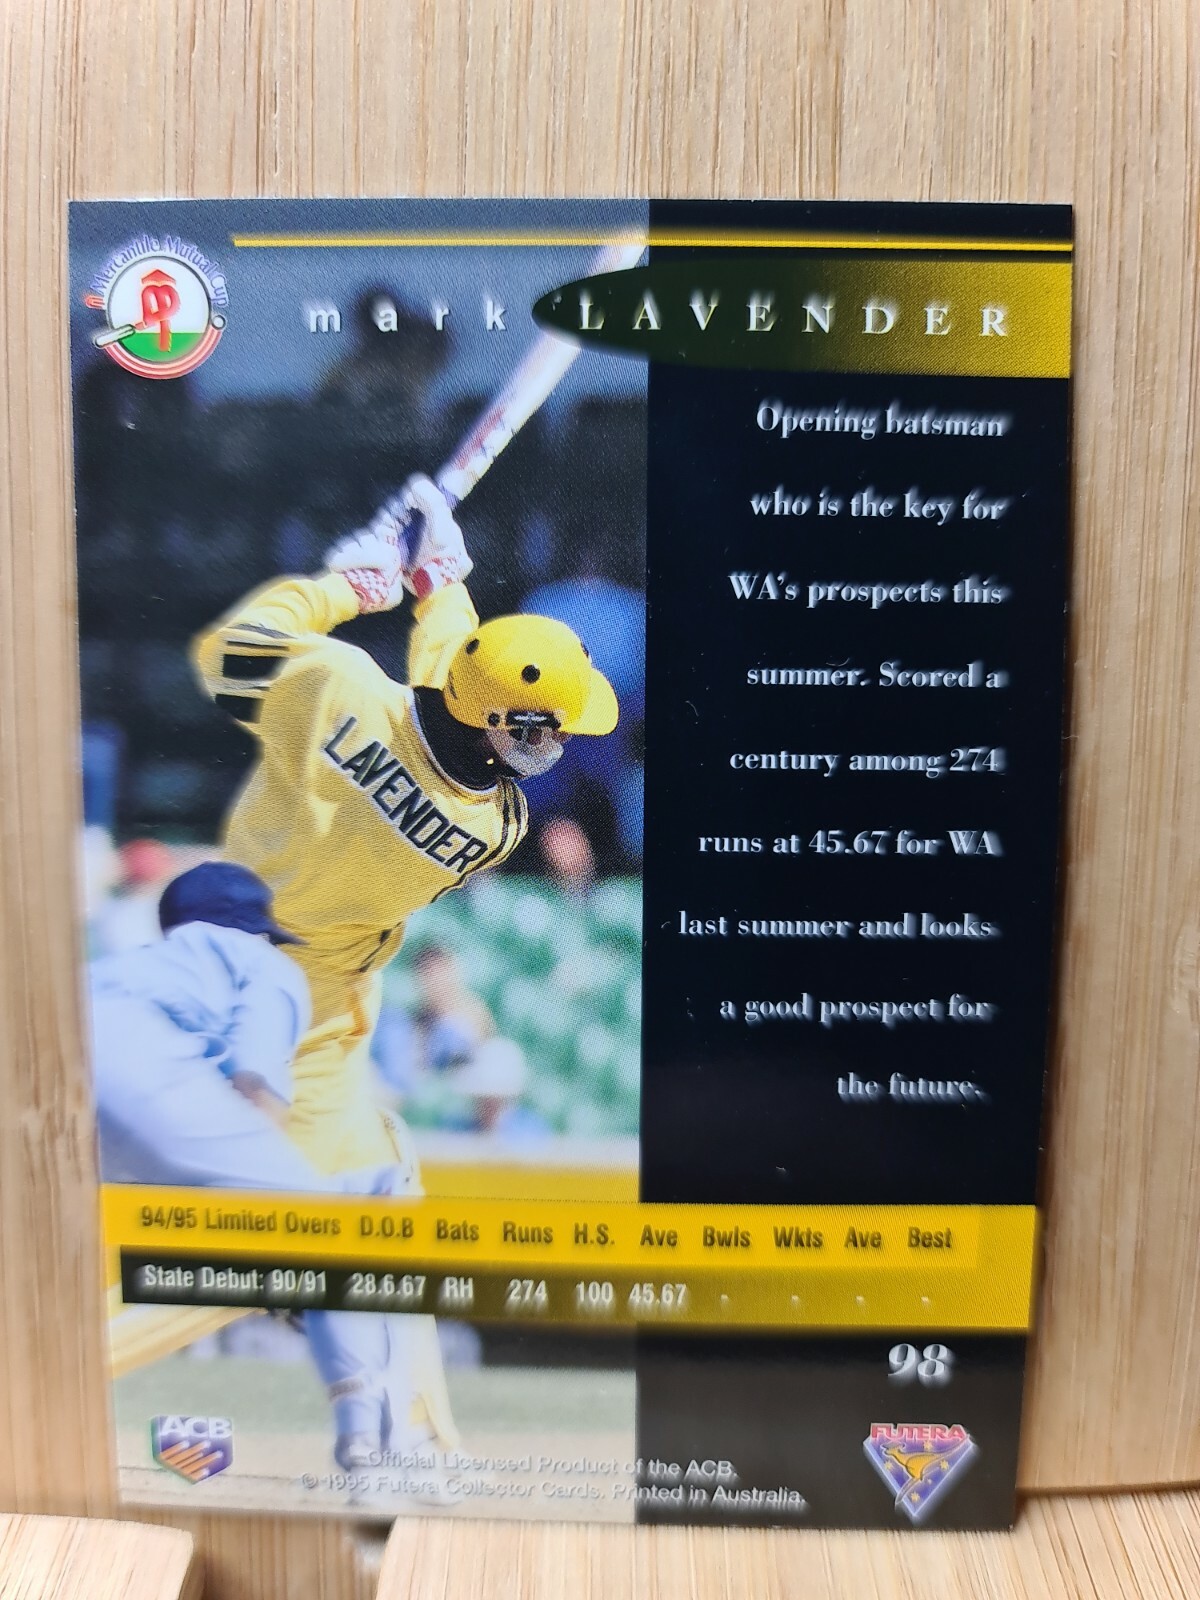 Mercantile Mutual Cup
mark LAVENDER
Opening batsman
who is the key for
WA's prospects this
summer. Scored a
century among 274
runs at 45.67 for WA
last summer and looks
a good prospect for
the future.
LAVENDER
94/95 Limited Overs D.O.B Bats Runs H.S. Ave Bwls Wkts Ave Best
State Debut: 90/91 28.6.67 RH 274 100 45.67 - - - -
98
ACB
FUTERA
Official Licensed Product of the ACB.
© 1995 Futera Collector Cards. Printed in Australia.